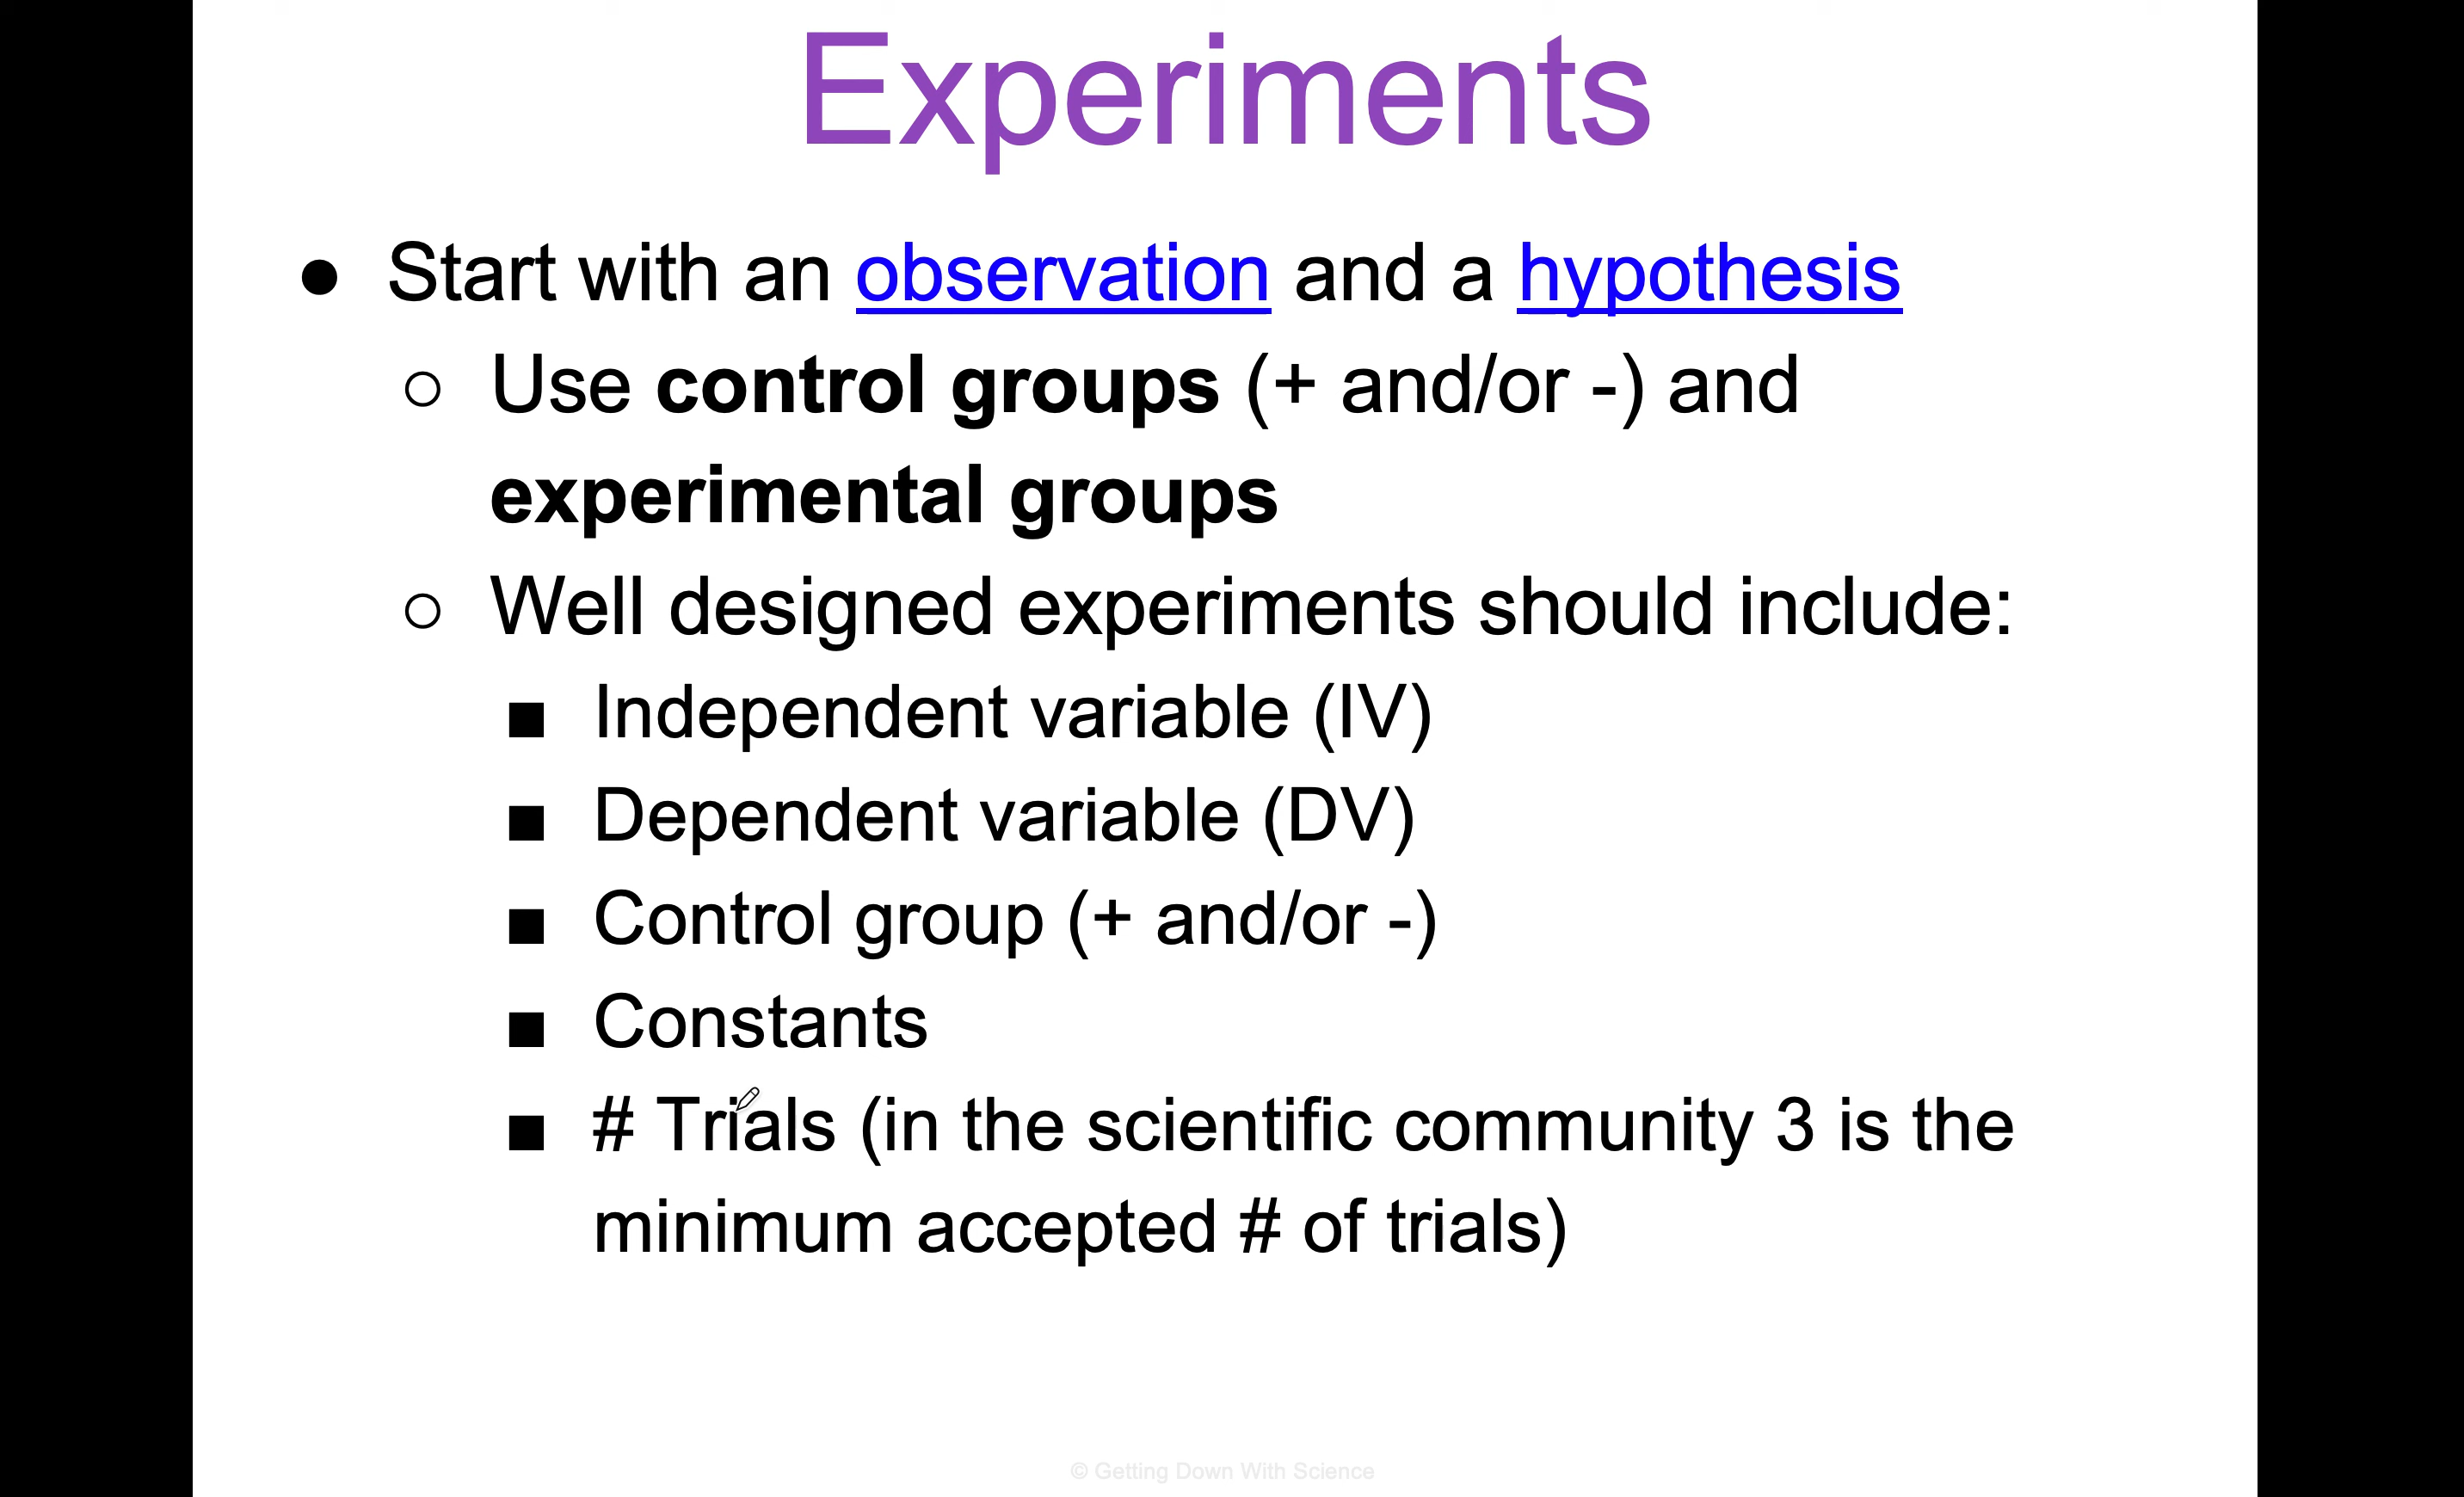 Experiments
● Start with an observation and a hypothesis
○ Use control groups (+ and/or -) and
experimental groups
○ Well designed experiments should include:
■ Independent variable (IV)
■ Dependent variable (DV)
■ Control group (+ and/or -)
■ Constants
■ # Trials (in the scientific community 3 is the
minimum accepted # of trials)
© Getting Down With Science